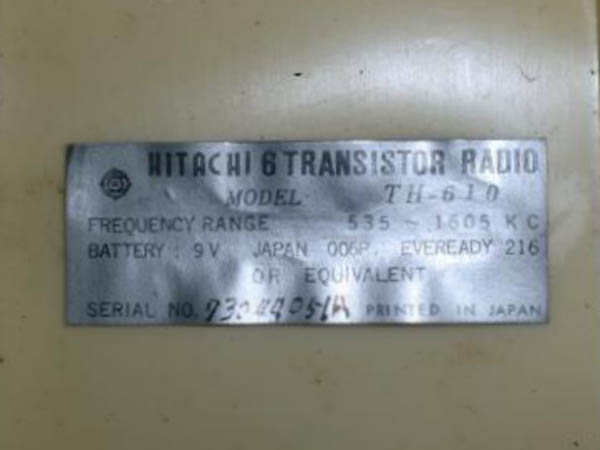 HITACHI 6 TRANSISTOR RADIO
MODEL TH-610
FREQUENCY RANGE 535 ~ 1605 KC
BATTERY : 9V JAPAN 006P, EVEREADY 216
OR EQUIVALENT
SERIAL NO. PRINTED IN JAPAN